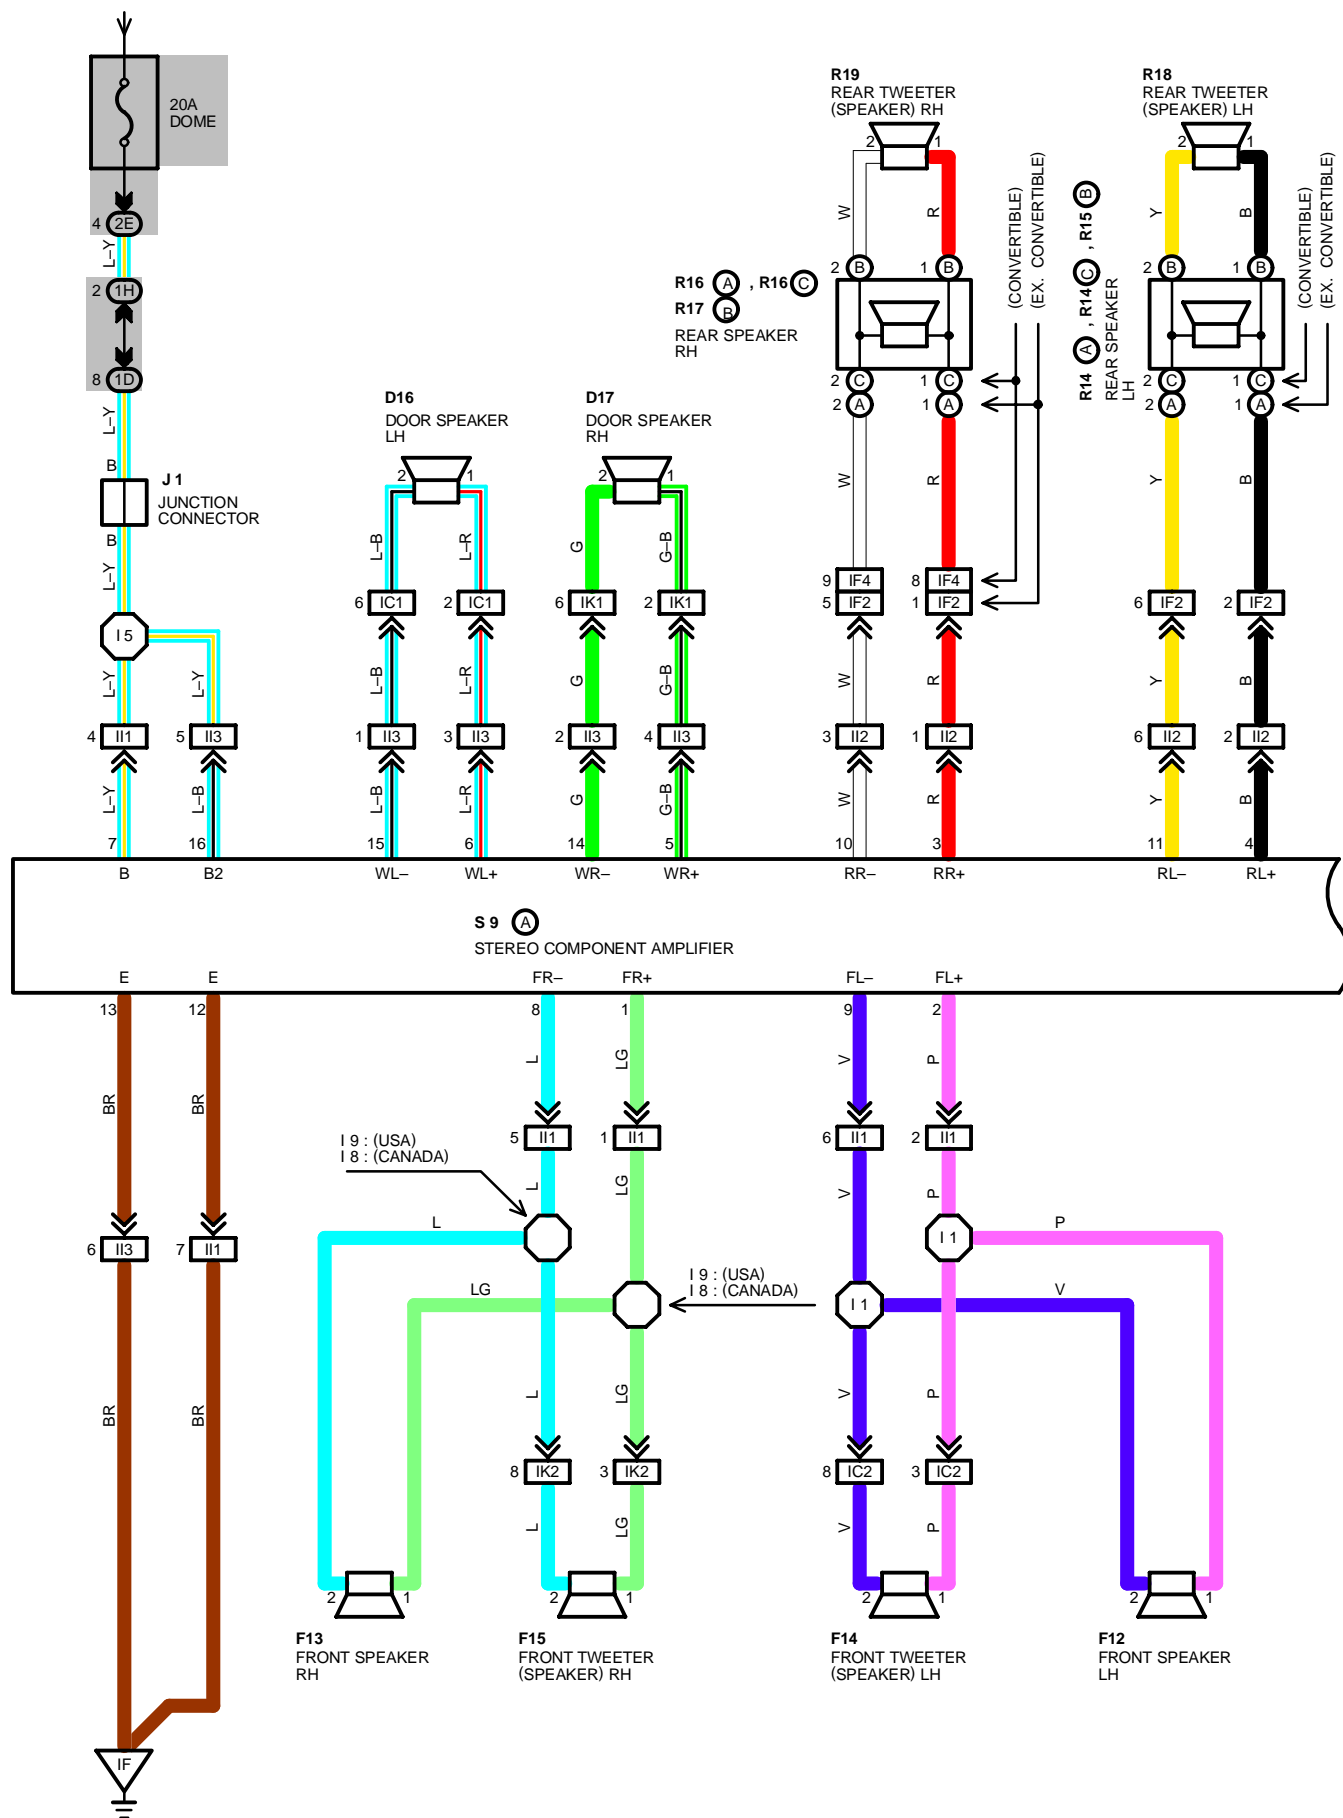 20A
DOME
4 2E
L–Y
2 1H
8 1D
L–Y
B
J 1
JUNCTION
CONNECTOR
B
L–Y
I 5
L–Y
L–Y
4 II1
5 II3
L–Y
L–B
7
16
D16
DOOR SPEAKER
LH
2 1
L–B
L–R
6 IC1
2 IC1
L–B
L–R
1 II3
3 II3
L–B
L–R
15
6
D17
DOOR SPEAKER
RH
2 1
G
G–B
6 IK1
2 IK1
G
G–B
2 II3
4 II3
G
G–B
14
5
R19
REAR TWEETER
(SPEAKER) RH
2 1
W
R
2 B
1 B
R16 A , R16 C
R17 B
REAR SPEAKER
RH
2 C
1 C
2 A
1 A
(CONVERTIBLE)
(EX. CONVERTIBLE)
W
R
9 IF4
8 IF4
5 IF2
1 IF2
W
R
3 II2
1 II2
W
R
10
3
R18
REAR TWEETER
(SPEAKER) LH
2 1
Y
B
2 B
1 B
R14 A , R14 C , R15 B
REAR SPEAKER
LH
2 C
1 C
2 A
1 A
(CONVERTIBLE)
(EX. CONVERTIBLE)
Y
B
6 IF2
2 IF2
Y
B
6 II2
2 II2
Y
B
11
4
B B2 WL– WL+ WR– WR+ RR– RR+ RL– RL+
S 9 A
STEREO COMPONENT AMPLIFIER
E E FR– FR+ FL– FL+
13 12 8 1 9 2
BR
BR
L
LG
V
P
5 II1
1 II1
6 II1
2 II1
I 9 : (USA)
I 8 : (CANADA)
L
LG
V
P
6 II3
7 II1
L
I 1
P
LG
I 9 : (USA)
I 8 : (CANADA)
I 1
V
BR
BR
L
LG
V
P
8 IK2
3 IK2
8 IC2
3 IC2
L
LG
V
P
2 1
2 1
2 1
2 1
F13
FRONT SPEAKER
RH
F15
FRONT TWEETER
(SPEAKER) RH
F14
FRONT TWEETER
(SPEAKER) LH
F12
FRONT SPEAKER
LH
IF